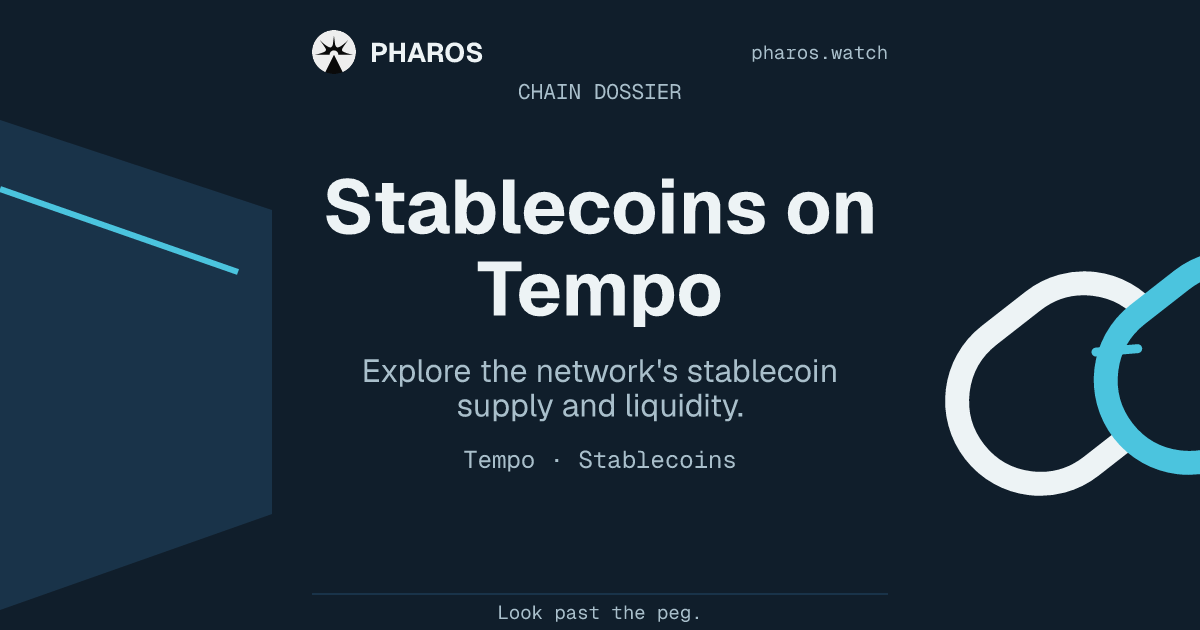 PHAROS
pharos.watch
CHAIN DOSSIER
Stablecoins on
Tempo
Explore the network's stablecoin
supply and liquidity.
Tempo · Stablecoins
Look past the peg.